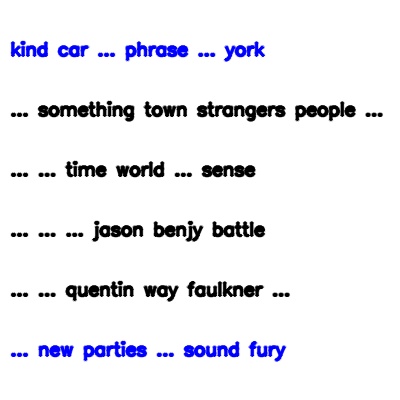 kind car ... phrase ... york
... something town strangers people ...
... ... time world ... sense
... ... ... jason benjy battle
... ... quentin way faulkner ...
... new parties ... sound fury